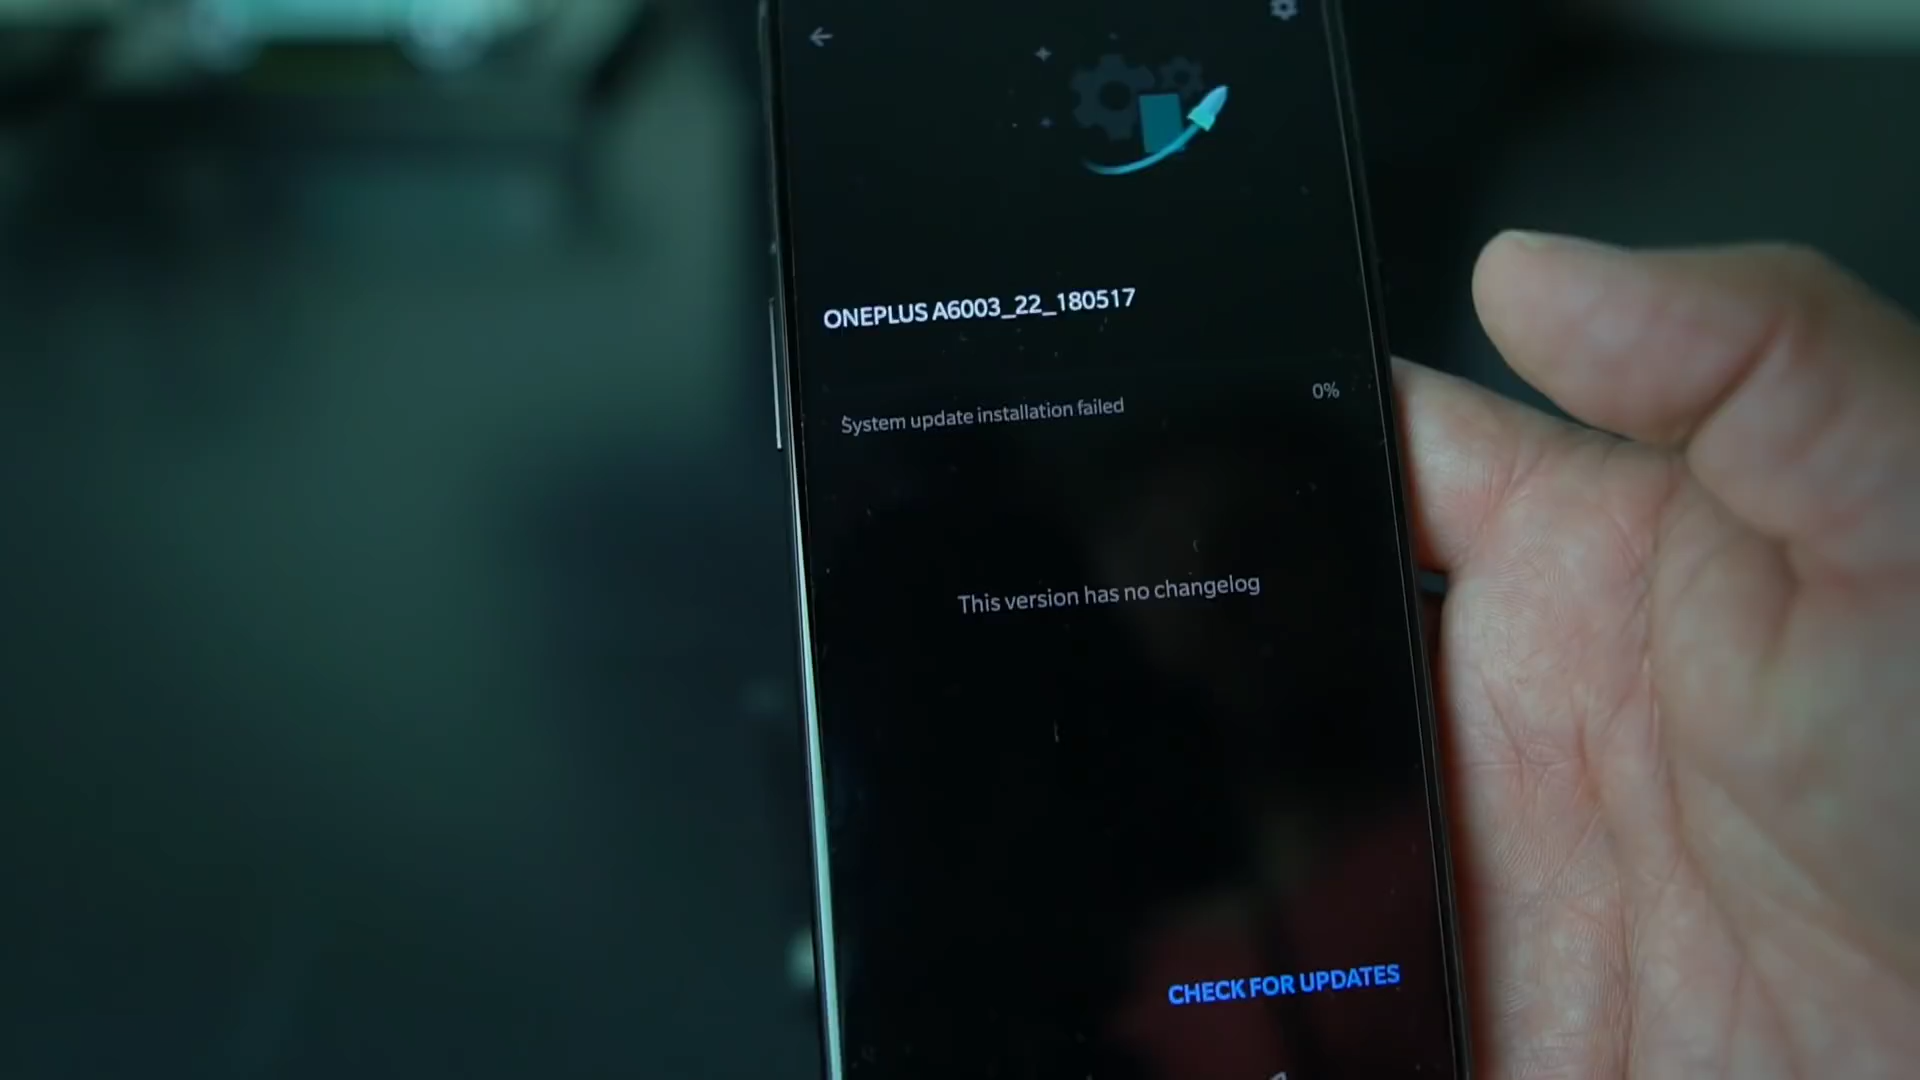 ONEPLUS A6003_22_180517
System update installation failed
0%
This version has no changelog
CHECK FOR UPDATES